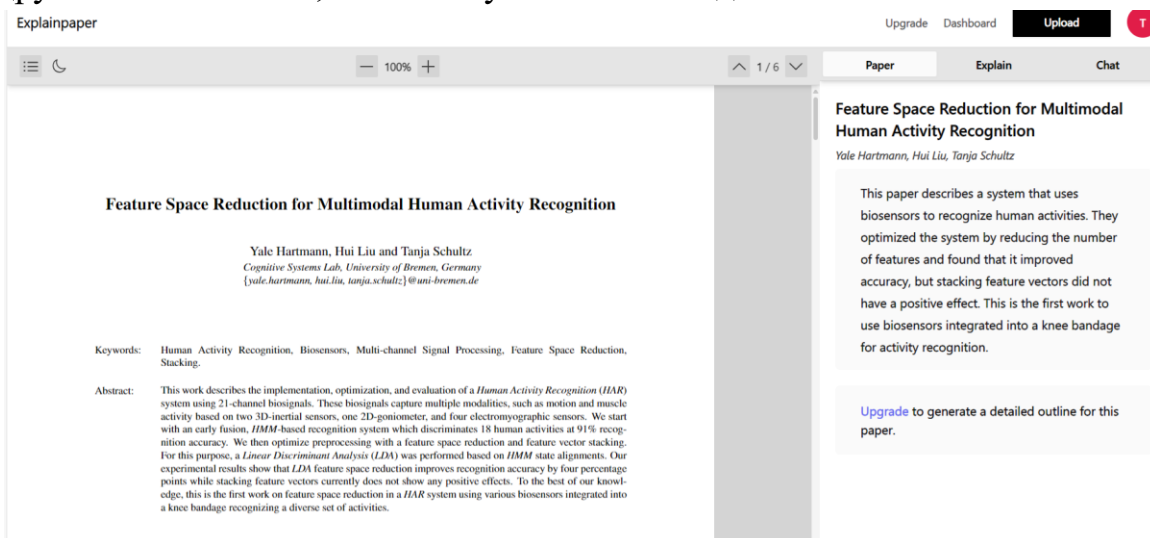 Explainpaper
Upgrade Dashboard Upload T
100% 1 / 6 Paper Explain Chat
Feature Space Reduction for Multimodal Human Activity Recognition
Yale Hartmann, Hui Liu and Tanja Schultz
Cognitive Systems Lab, University of Bremen, Germany
{yale.hartmann, hui.liu, tanja.schultz}@uni-bremen.de
Keywords: Human Activity Recognition, Biosensors, Multi-channel Signal Processing, Feature Space Reduction,
Stacking.
Abstract: This work describes the implementation, optimization, and evaluation of a Human Activity Recognition (HAR)
system using 21-channel biosignals. These biosignals capture multiple modalities, such as motion and muscle
activity based on two 3D-inertial sensors, one 2D-goniometer, and four electromyographic sensors. We start
with an early fusion, HMM-based recognition system which discriminates 18 human activities at 91% recog-
nition accuracy. We then optimize preprocessing with a feature space reduction and feature vector stacking.
For this purpose, a Linear Discriminant Analysis (LDA) was performed based on HMM state alignments. Our
experimental results show that LDA feature space reduction improves recognition accuracy by four percentage
points while stacking feature vectors currently does not show any positive effects. To the best of our knowl-
edge, this is the first work on feature space reduction in a HAR system using various biosensors integrated into
a knee bandage recognizing a diverse set of activities.
Feature Space Reduction for Multimodal
Human Activity Recognition
Yale Hartmann, Hui Liu, Tanja Schultz
This paper describes a system that uses
biosensors to recognize human activities. They
optimized the system by reducing the number
of features and found that it improved
accuracy, but stacking feature vectors did not
have a positive effect. This is the first work to
use biosensors integrated into a knee bandage
for activity recognition.
Upgrade to generate a detailed outline for this
paper.